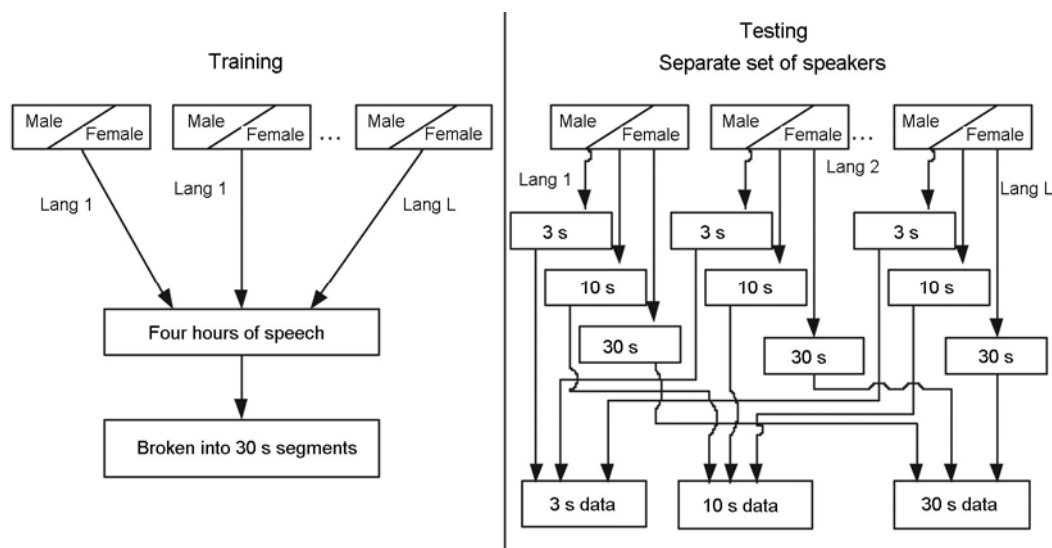 Training
Male
Female
Male
Female
...
Male
Female
Lang 1
Lang 1
Lang L
Four hours of speech
Broken into 30 s segments
Testing
Separate set of speakers
Male
Female
Male
Female
...
Male
Female
Lang 1
Lang 2
Lang L
3 s
3 s
3 s
10 s
10 s
10 s
30 s
30 s
30 s
3 s data
10 s data
30 s data